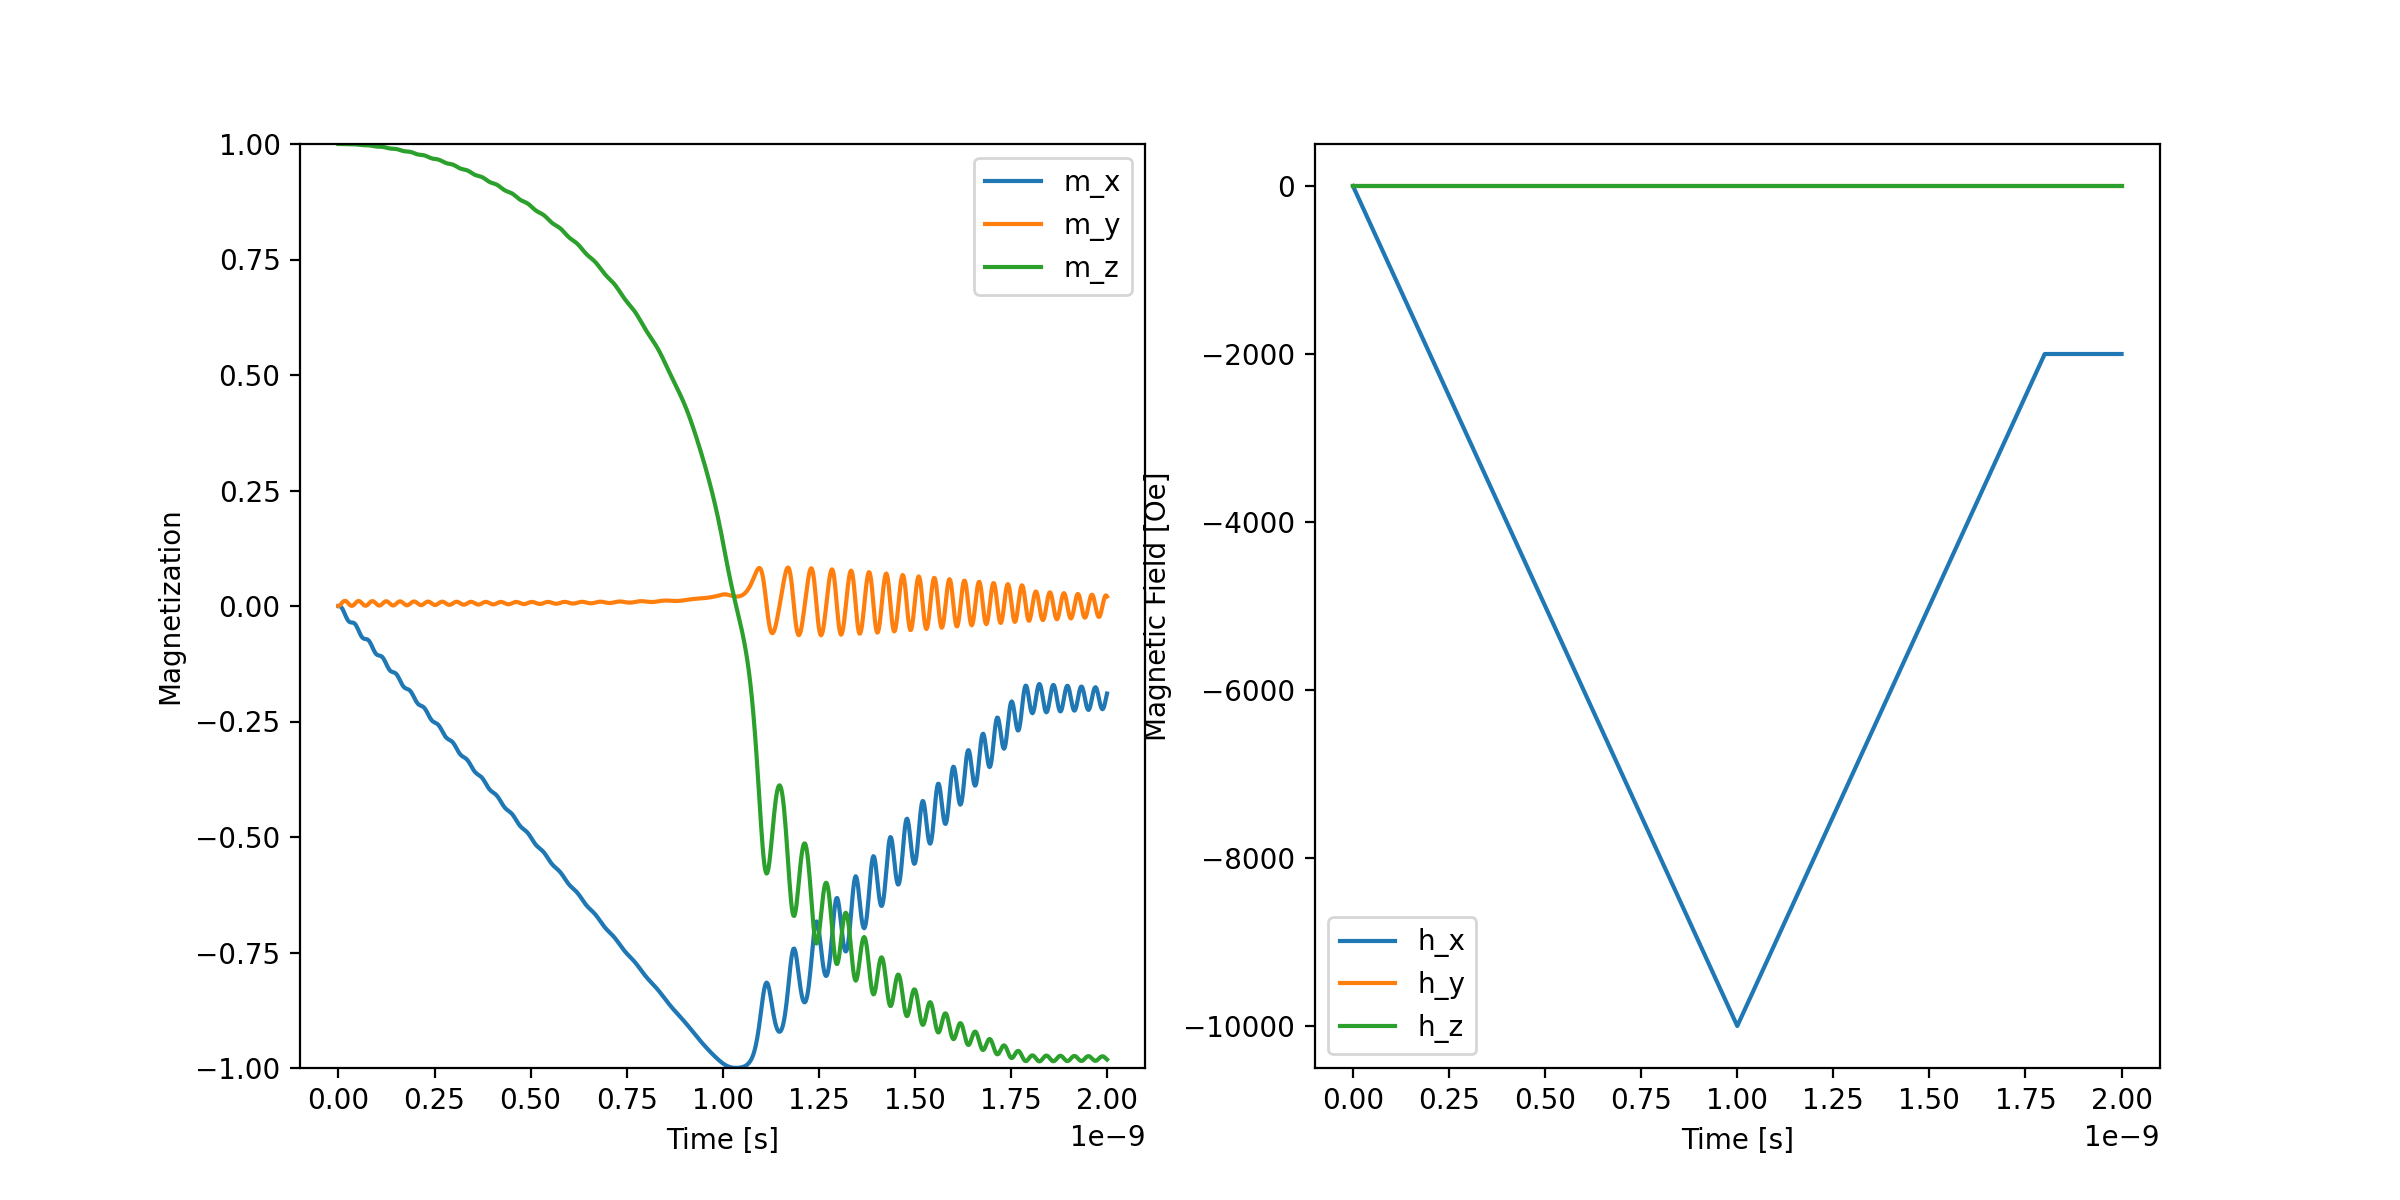 1.00
0.75
0.50
0.25
0.00
−0.25
−0.50
−0.75
−1.00
Magnetization
m_x
m_y
m_z
0.00 0.25 0.50 0.75 1.00 1.25 1.50 1.75 2.00
Time [s]
1e−9
0
−2000
−4000
−6000
−8000
−10000
Magnetic Field [Oe]
h_x
h_y
h_z
0.00 0.25 0.50 0.75 1.00 1.25 1.50 1.75 2.00
Time [s]
1e−9